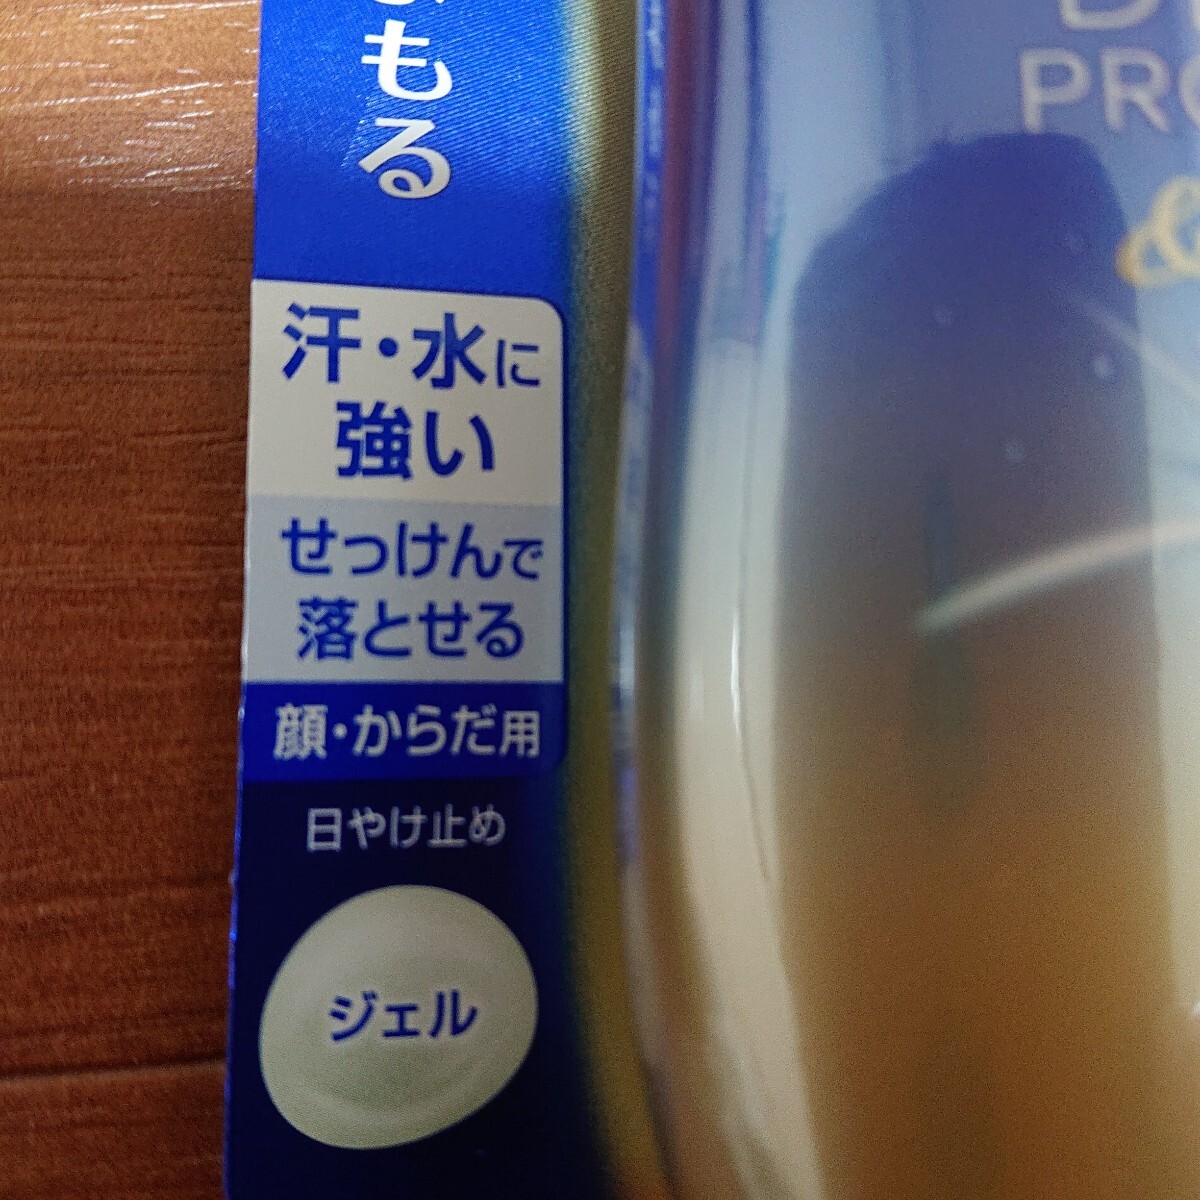 もる
汗・水に
強い
せっけんで
落とせる
顔・からだ用
日やけ止め
ジェル